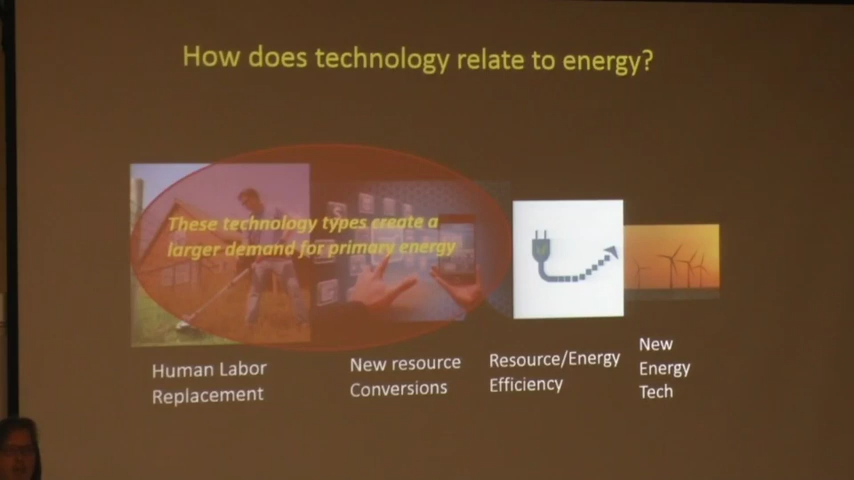 How does technology relate to energy?
These technology types create a
larger demand for primary energy
Human Labor
Replacement
New resource
Conversions
Resource/Energy
Efficiency
New
Energy
Tech